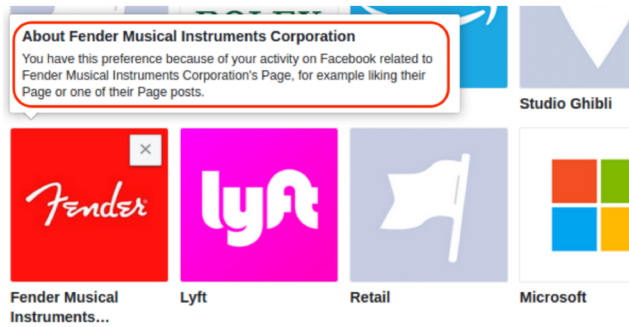 About Fender Musical Instruments Corporation
You have this preference because of your activity on Facebook related to
Fender Musical Instruments Corporation's Page, for example liking their
Page or one of their Page posts.
Studio Ghibli
Fender
lyft
Fender Musical
Instruments...
Lyft
Retail
Microsoft